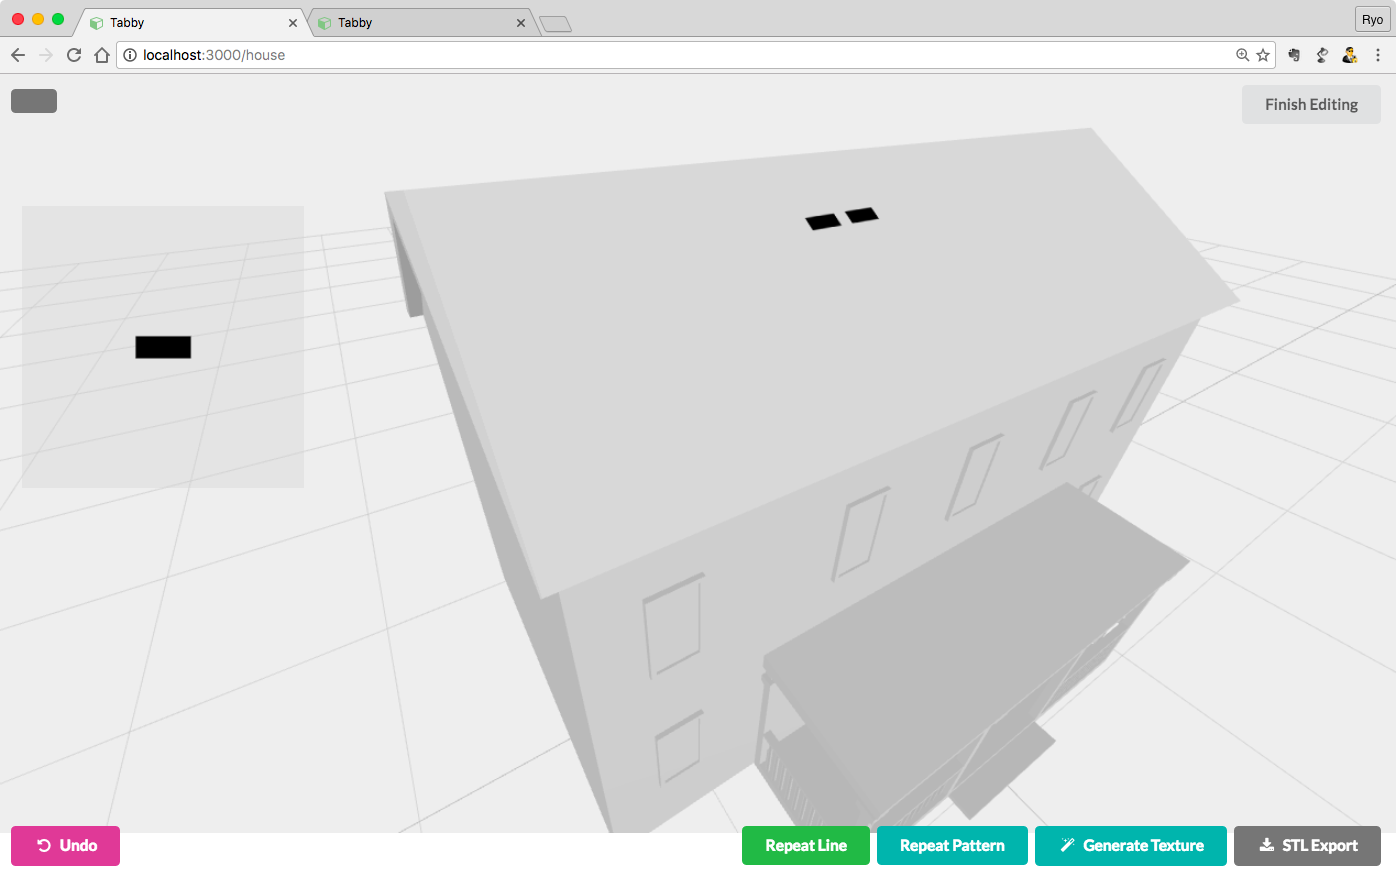 Tabby
Tabby
Ryo
localhost:3000/house
Finish Editing
Undo
Repeat Line
Repeat Pattern
Generate Texture
STL Export